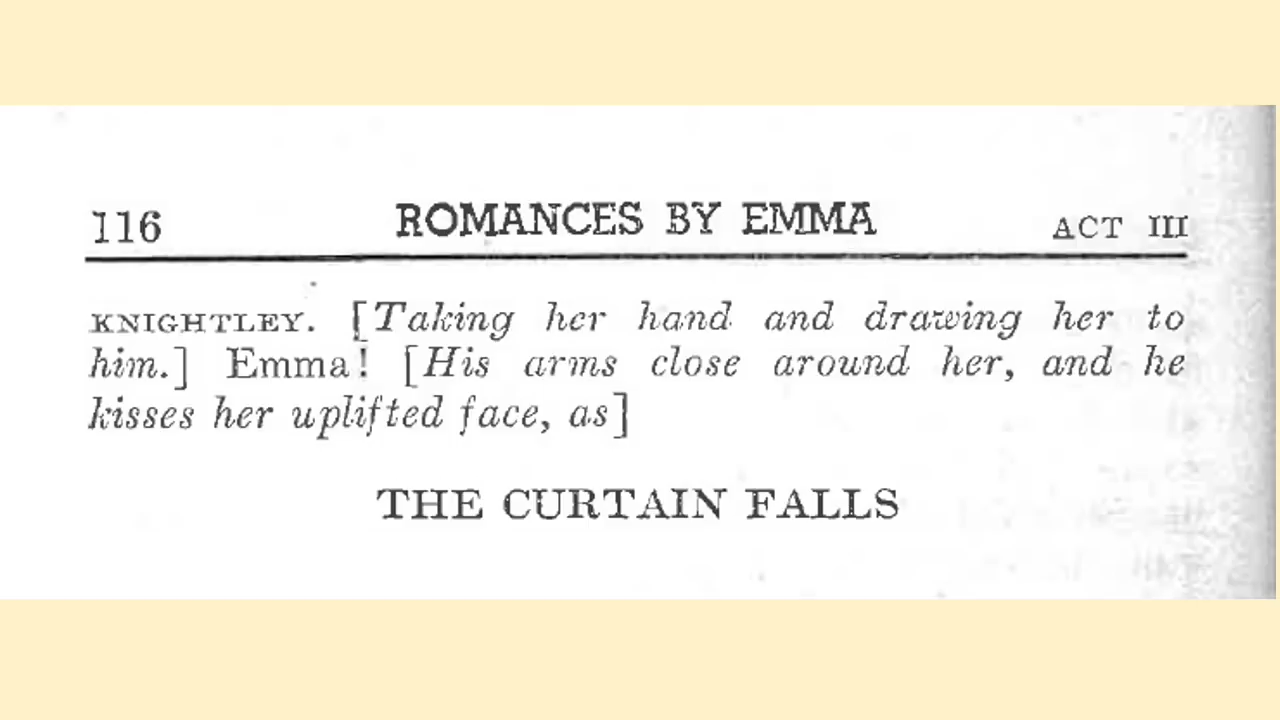 116 ROMANCES BY EMMA ACT III
KNIGHTLEY. [Taking her hand and drawing her to
him.] Emma! [His arms close around her, and he
kisses her uplifted face, as]
THE CURTAIN FALLS